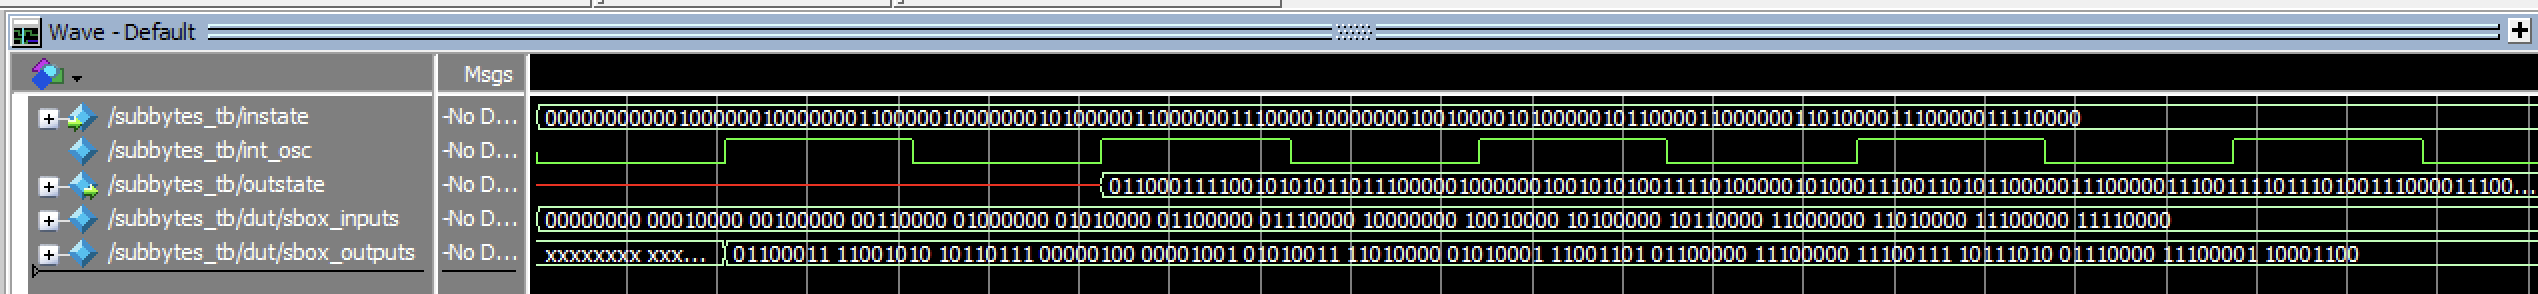 Wave - Default
Msgs
/subbytes_tb/instate -No D... 00000000000100000010000000110000010000000101000001100000011100001000000010010000101000001011000011000000110100001110000011110000
/subbytes_tb/int_osc -No D...
/subbytes_tb/outstate -No D... 011000111100101010110111000001000000100101010011110100000101000111001101011000001110000011100111101110100111000011100...
/subbytes_tb/dut/sbox_inputs -No D... 00000000 00010000 00100000 00110000 01000000 01010000 01100000 01110000 10000000 10010000 10100000 10110000 11000000 11010000 11100000 11110000
/subbytes_tb/dut/sbox_outputs -No D... xxxxxxxx xxx... 01100011 11001010 10110111 00000100 00001001 01010011 11010000 01010001 11001101 01100000 11100000 11100111 10111010 01110000 11100001 10001100